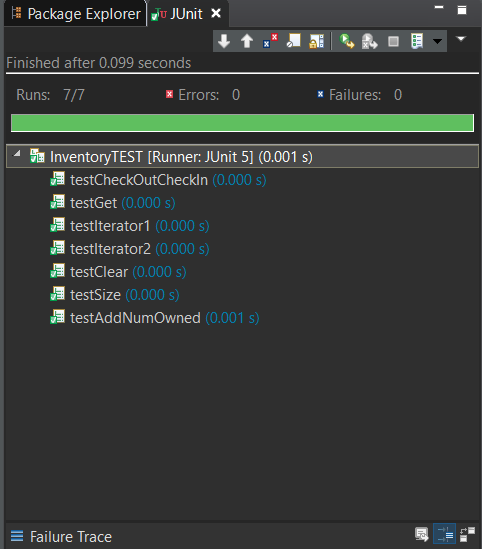 Package Explorer JUnit
Finished after 0.099 seconds
Runs: 7/7 Errors: 0 Failures: 0
InventoryTEST [Runner: JUnit 5] (0.001 s)
testCheckOutCheckIn (0.000 s)
testGet (0.000 s)
testIterator1 (0.000 s)
testIterator2 (0.000 s)
testClear (0.000 s)
testSize (0.000 s)
testAddNumOwned (0.001 s)
Failure Trace